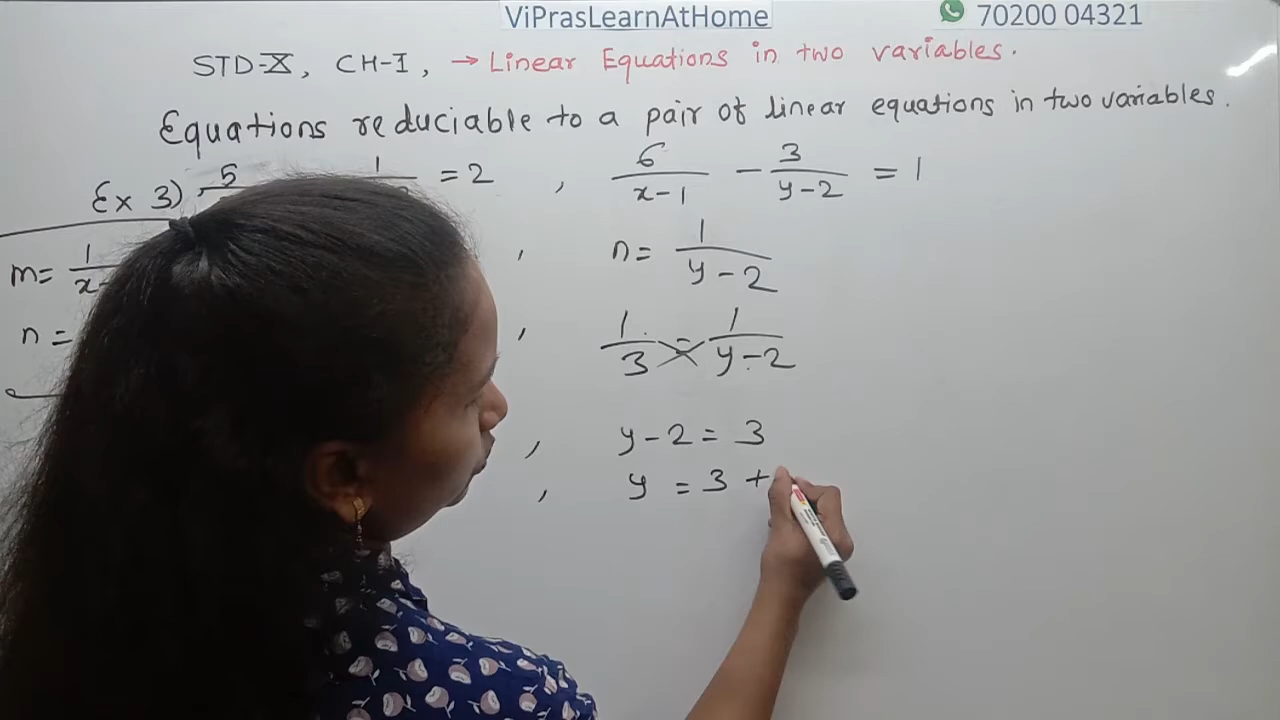 ViPrasLearnAtHome 70200 04321
STD-X, CH-I, → Linear Equations in two variables.
Equations reduciable to a pair of linear equations in two variables.
Ex 3) 5 1 = 2 , 6/(x-1) - 3/(y-2) = 1
m= 1/x- , n= 1/(y-2)
n = , 1/3 = 1/(y-2)
, y-2 = 3
, y = 3 +